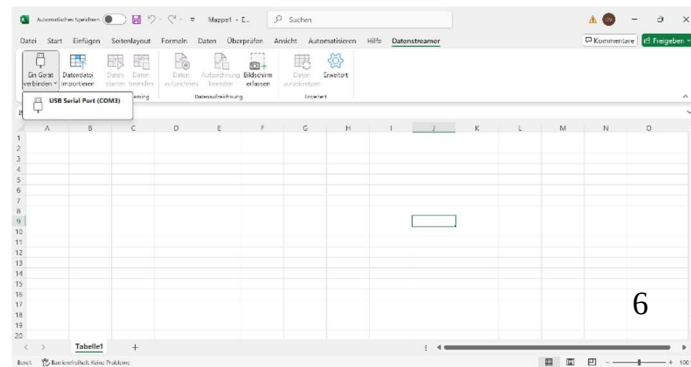 Automatisches Speichern Mappe1 - E... Suchen
Datei Start Einfügen Seitenlayout Formeln Daten Überprüfen Ansicht Automatisieren Hilfe Datenstreamer Kommentare Freigeben
Ein Gerät verbinden Datendatei importieren Daten starten Daten beenden Daten aufzeichnen Aufzeichnung beenden Bildschirm erfassen Daten zurücksetzen Erweitert
Datenaufzeichnung
USB Serial Port (COM3)
A B C D E F G H I J K L M N O
1
2
3
4
5
6
7
8
9
10
11
12
13
14
15
16
17
18
19
20
6
Tabelle1 +
Bereit Barrierefreiheit: Keine Probleme - + 100